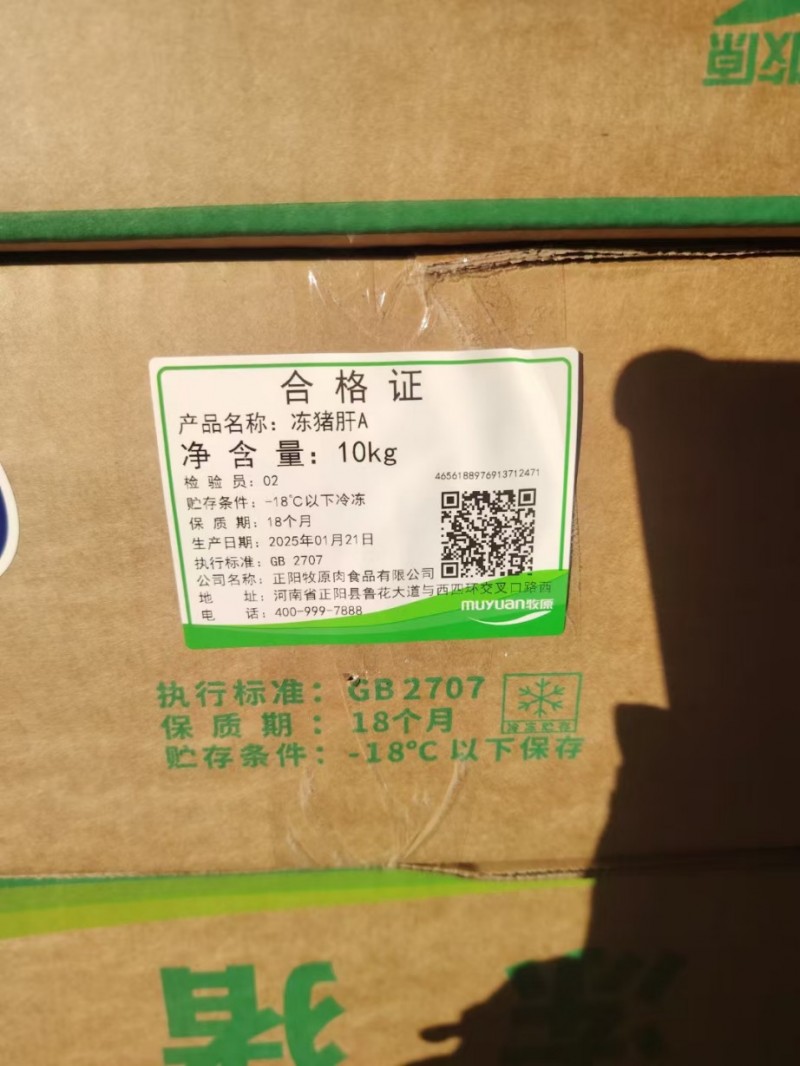 牧原
合格证
产品名称：冻猪肝A
净含量：10kg
检验员：02
4656188976913712471
贮存条件：-18℃以下冷冻
保质期：18个月
生产日期：2025年01月21日
执行标准：GB 2707
公司名称：正阳牧原肉食品有限公司
地址：河南省正阳县鲁花大道与西四环交叉口路西
电话：400-999-7888
muyuan牧原
执行标准：GB 2707
保质期：18个月
贮存条件：-18℃以下保存
猪